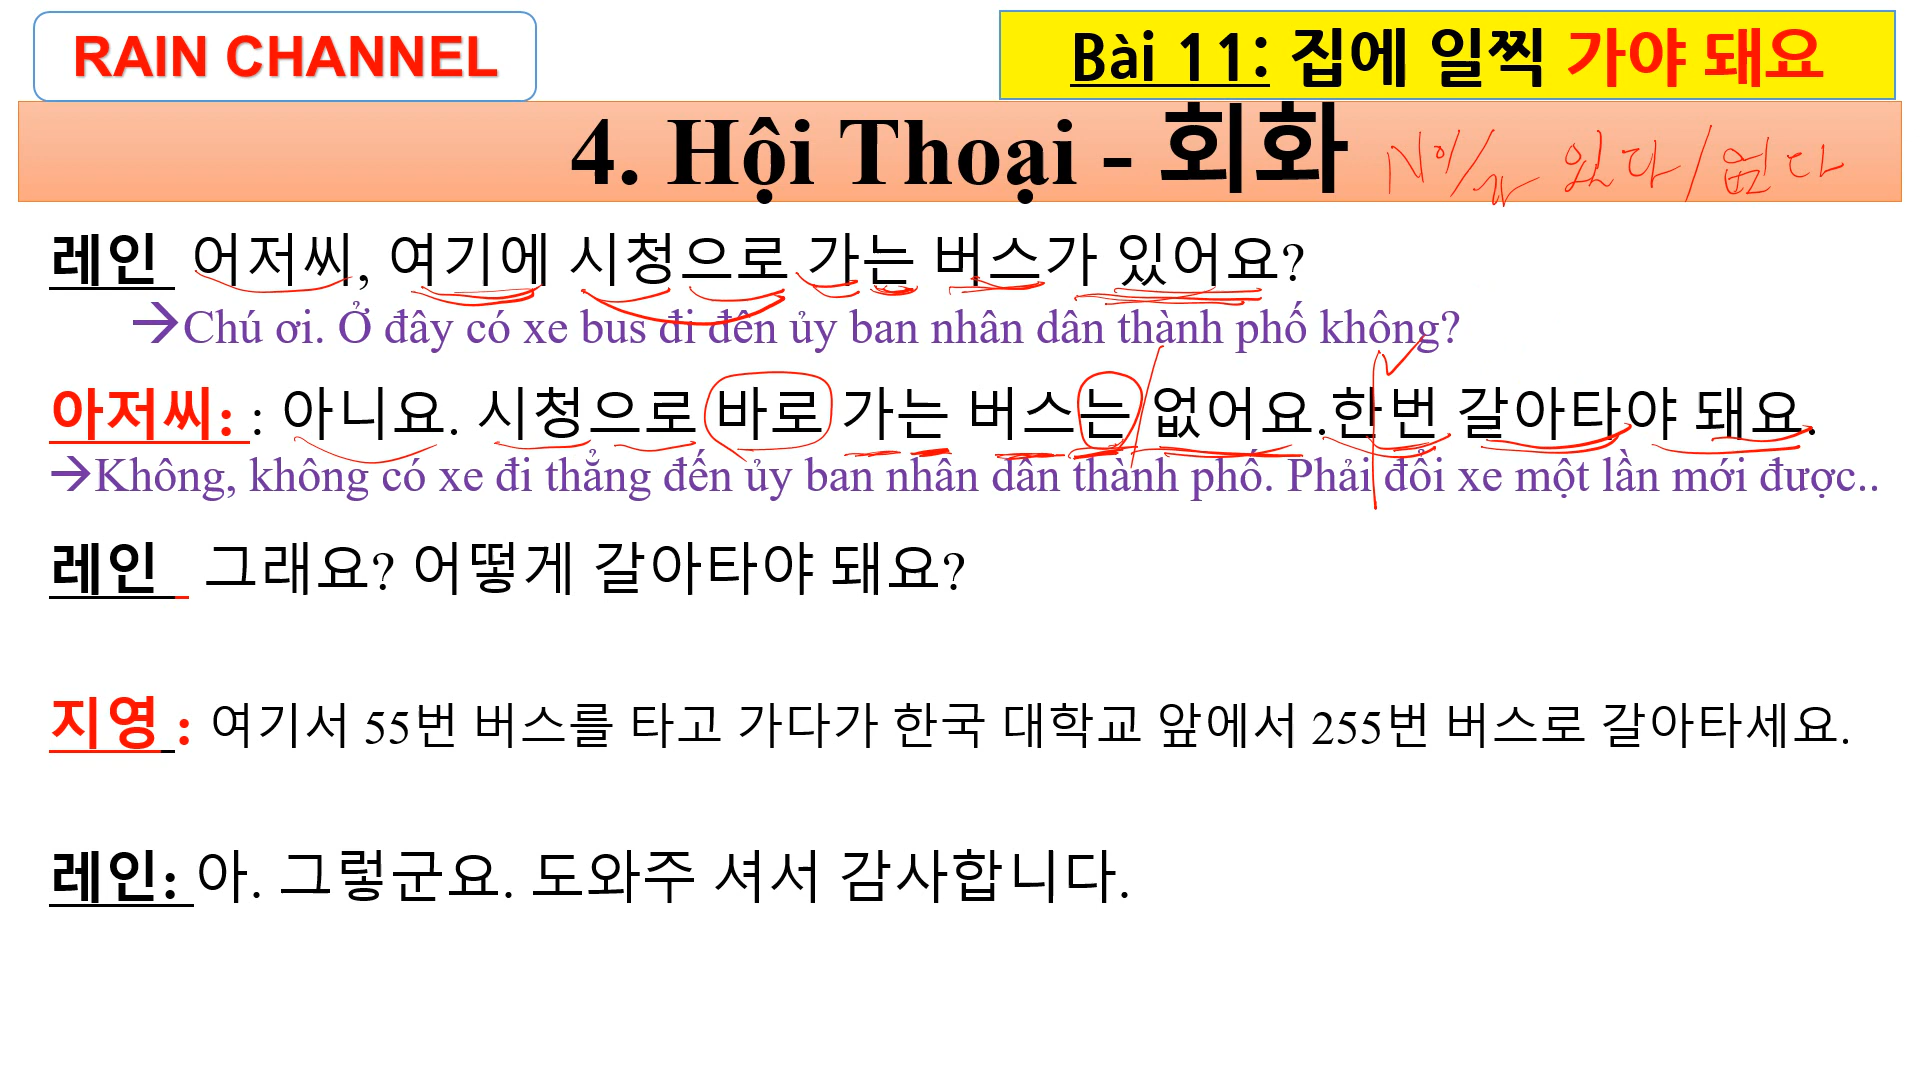 RAIN CHANNEL
Bài 11: 집에 일찍 가야 돼요
4. Hội Thoại - 회화
N이/가 있다/없다
레인 어저씨, 여기에 시청으로 가는 버스가 있어요?
→Chú ơi. Ở đây có xe bus đi đến ủy ban nhân dân thành phố không?
아저씨: : 아니요. 시청으로 바로 가는 버스는 없어요.한번 갈아타야 돼요.
→Không, không có xe đi thẳng đến ủy ban nhân dân thành phố. Phải đổi xe một lần mới được..
레인 그래요? 어떻게 갈아타야 돼요?
지영 : 여기서 55번 버스를 타고 가다가 한국 대학교 앞에서 255번 버스로 갈아타세요.
레인: 아. 그렇군요. 도와주 셔서 감사합니다.